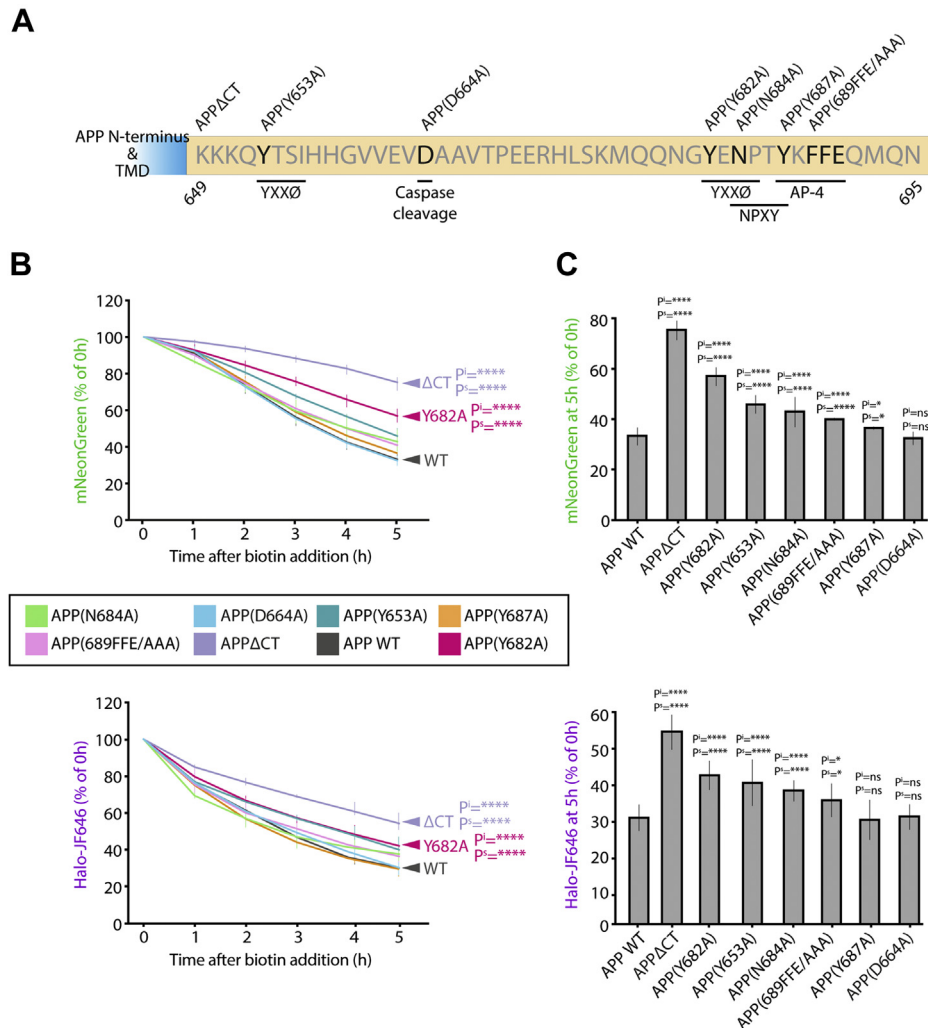 A
APPΔCT
APP(Y653A)
APP(D664A)
APP(Y682A)
APP(N684A)
APP(Y687A)
APP(689FFE/AAA)
APP N-terminus
&
TMD
KKKQYTSIHHGVVEVDAAVTPEERHLSKMQQNGYENPTYKFFEQMQN
649
YXXØ
Caspase
cleavage
YXXØ
NPXY
AP-4
695
B
mNeonGreen (% of 0h)
120
100
80
60
40
20
0
0 1 2 3 4 5
Time after biotin addition (h)
ΔCT Pⁱ=****
Pˢ=****
Y682A Pⁱ=****
Pˢ=****
WT
C
mNeonGreen at 5h (% of 0h)
80
60
40
20
0
Pⁱ=****
Pˢ=****
Pⁱ=****
Pˢ=****
Pⁱ=****
Pˢ=****
Pⁱ=****
Pˢ=****
Pⁱ=****
Pˢ=****
Pⁱ=*
Pˢ=*
Pⁱ=ns
Pˢ=ns
APP WT
APPΔCT
APP(Y682A)
APP(Y653A)
APP(N684A)
APP(689FFE/AAA)
APP(Y687A)
APP(D664A)
APP(N684A) APP(D664A) APP(Y653A) APP(Y687A)
APP(689FFE/AAA) APPΔCT APP WT APP(Y682A)
Halo-JF646 (% of 0h)
120
100
80
60
40
20
0
0 1 2 3 4 5
Time after biotin addition (h)
ΔCT Pⁱ=****
Pˢ=****
Y682A Pⁱ=****
Pˢ=****
WT
Halo-JF646 at 5h (% of 0h)
60
50
40
30
20
10
0
Pⁱ=****
Pˢ=****
Pⁱ=****
Pˢ=****
Pⁱ=****
Pˢ=****
Pⁱ=****
Pˢ=****
Pⁱ=*
Pˢ=*
Pⁱ=ns
Pˢ=ns
Pⁱ=ns
Pˢ=ns
APP WT
APPΔCT
APP(Y682A)
APP(Y653A)
APP(N684A)
APP(689FFE/AAA)
APP(Y687A)
APP(D664A)